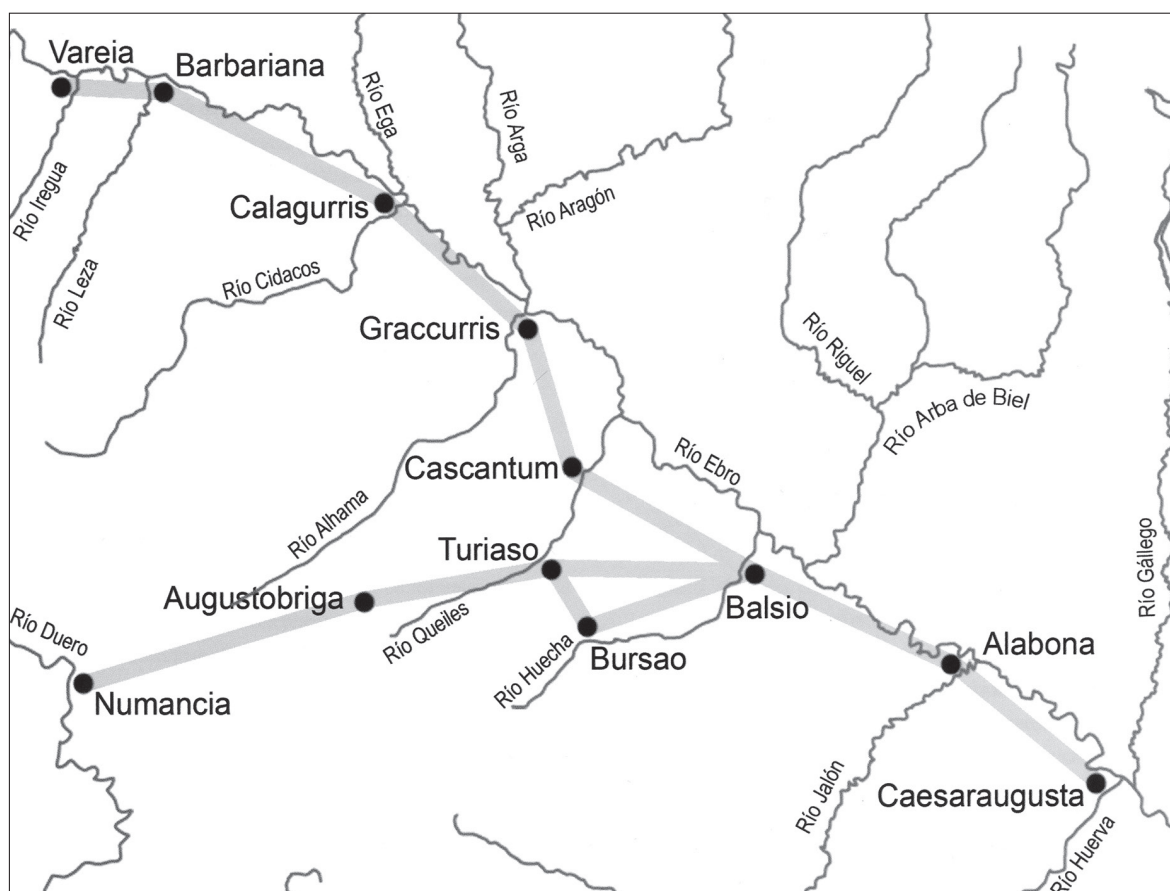 Vareia
Barbariana
Río Ega
Río Arga
Río Iregua
Río Leza
Calagurris
Río Aragón
Río Cidacos
Graccurris
Río Riguel
Río Arba de Biel
Cascantum
Río Ebro
Río Alhama
Turiaso
Río Gállego
Augustobriga
Río Queiles
Balsio
Río Duero
Río Huecha
Bursao
Alabona
Numancia
Río Jalón
Caesaraugusta
Río Huerva